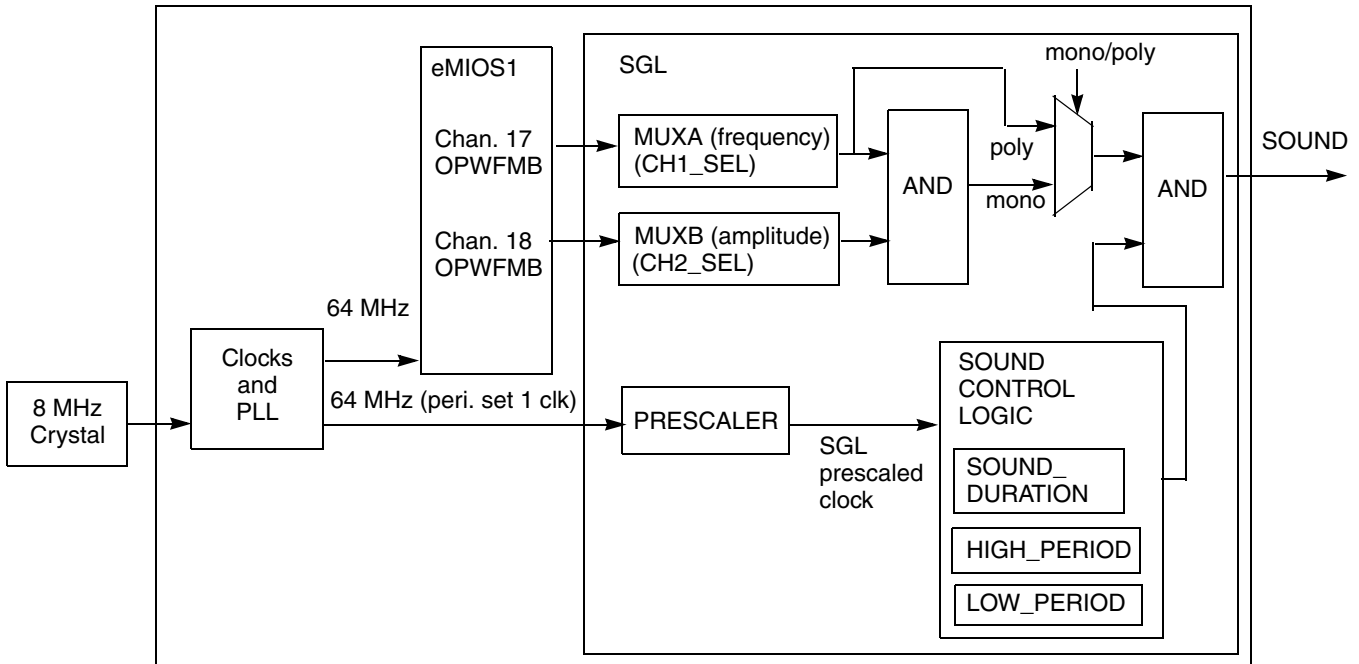 eMIOS1
Chan. 17
OPWFMB
Chan. 18
OPWFMB
SGL
MUXA (frequency)
(CH1_SEL)
MUXB (amplitude)
(CH2_SEL)
AND
mono/poly
poly
mono
AND
SOUND
64 MHz
Clocks
and
PLL
8 MHz
Crystal
64 MHz (peri. set 1 clk)
PRESCALER
SGL
prescaled
clock
SOUND
CONTROL
LOGIC
SOUND_
DURATION
HIGH_PERIOD
LOW_PERIOD